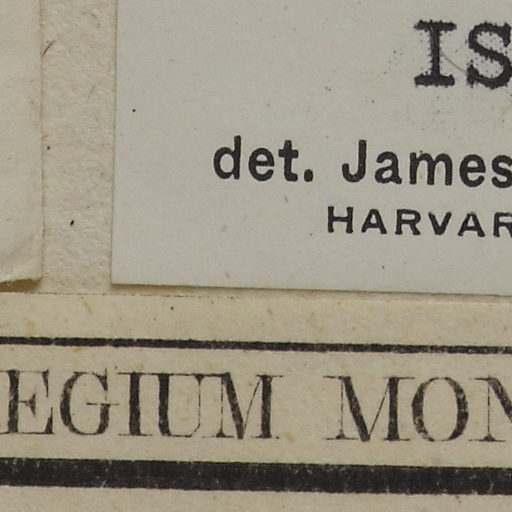 IS
det. James
HARVAR
EGIUM MON